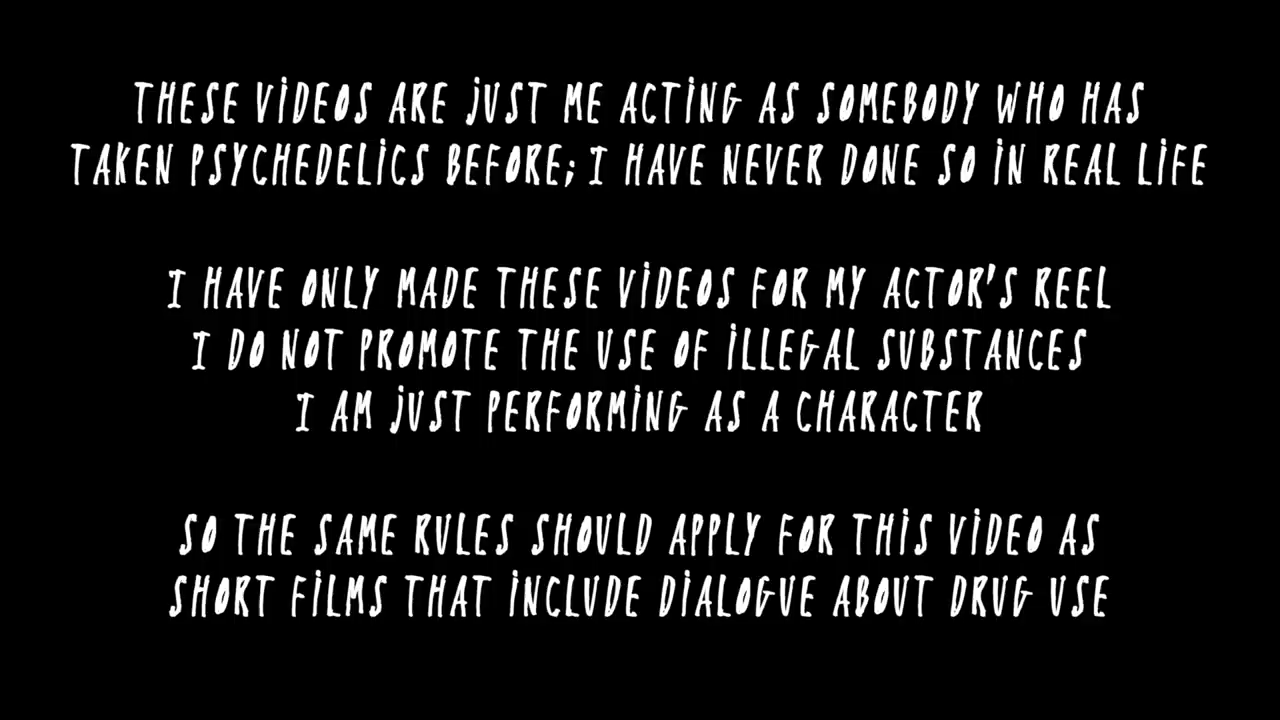 THESE VIDEOS ARE JUST ME ACTING AS SOMEBODY WHO HAS
TAKEN PSYCHEDELICS BEFORE; I HAVE NEVER DONE SO IN REAL LIFE
I HAVE ONLY MADE THESE VIDEOS FOR MY ACTOR'S REEL
I DO NOT PROMOTE THE USE OF ILLEGAL SUBSTANCES
I AM JUST PERFORMING AS A CHARACTER
SO THE SAME RULES SHOULD APPLY FOR THIS VIDEO AS
SHORT FILMS THAT INCLUDE DIALOGUE ABOUT DRUG USE